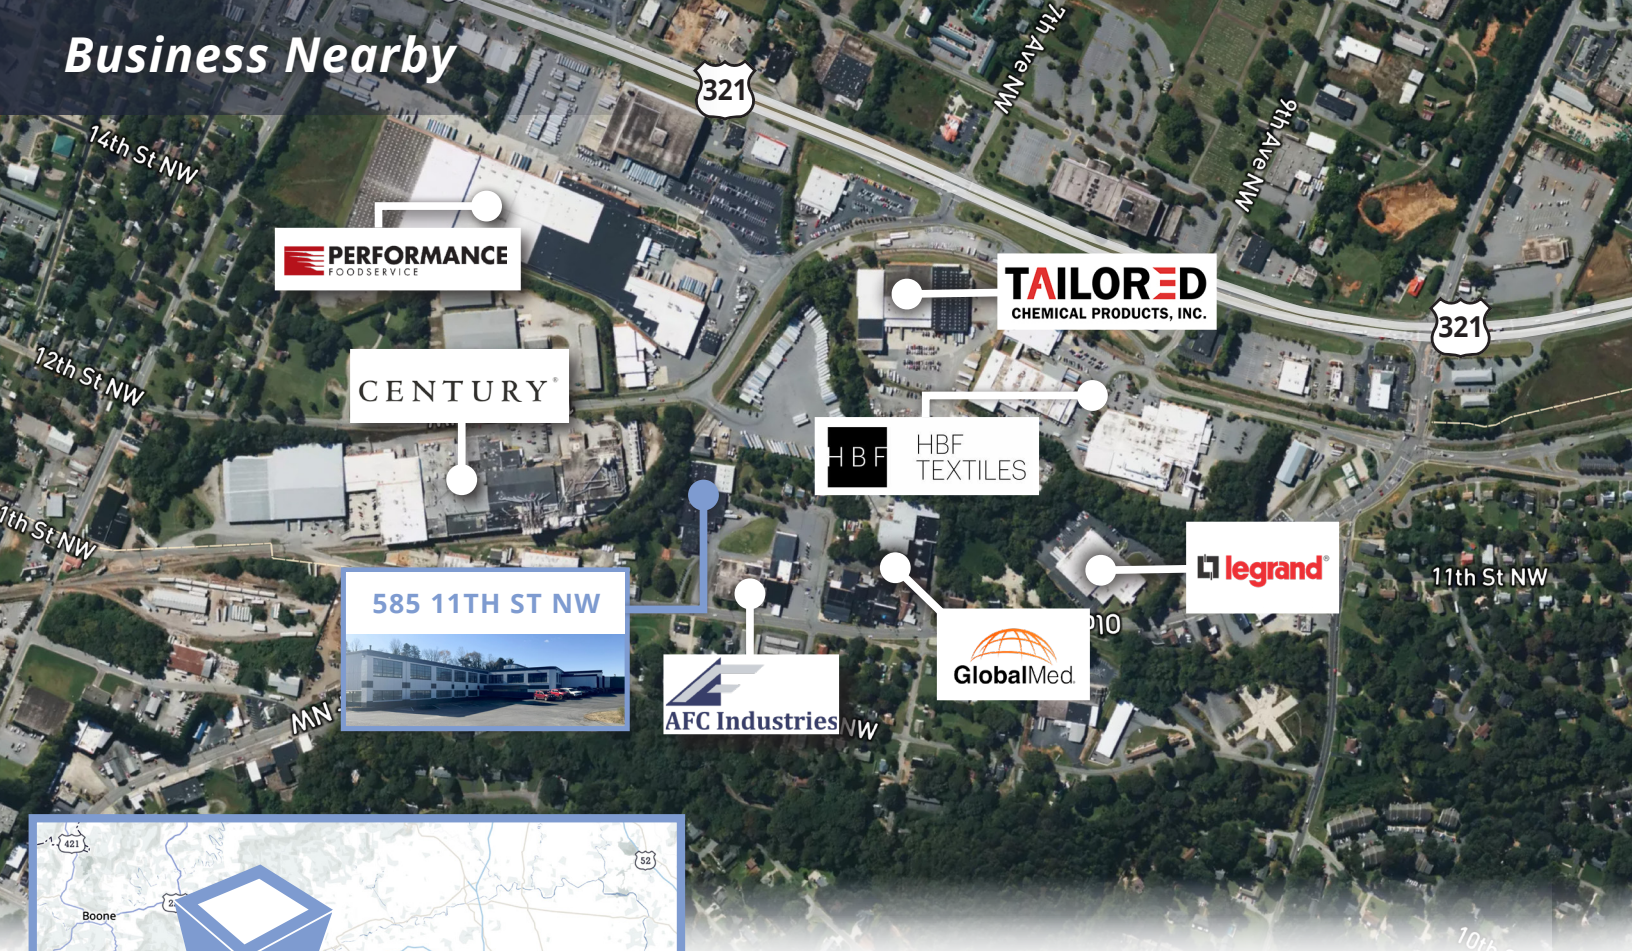 Business Nearby
321
7th Ave NW
9th Ave NW
14th St NW
PERFORMANCE
FOODSERVICE
TAILORED
CHEMICAL PRODUCTS, INC.
321
12th St NW
CENTURY®
HBF
HBF
TEXTILES
1th St NW
legrand®
11th St NW
585 11TH ST NW
GlobalMed
AFC Industries
NW
NW
421
52
Boone
10th